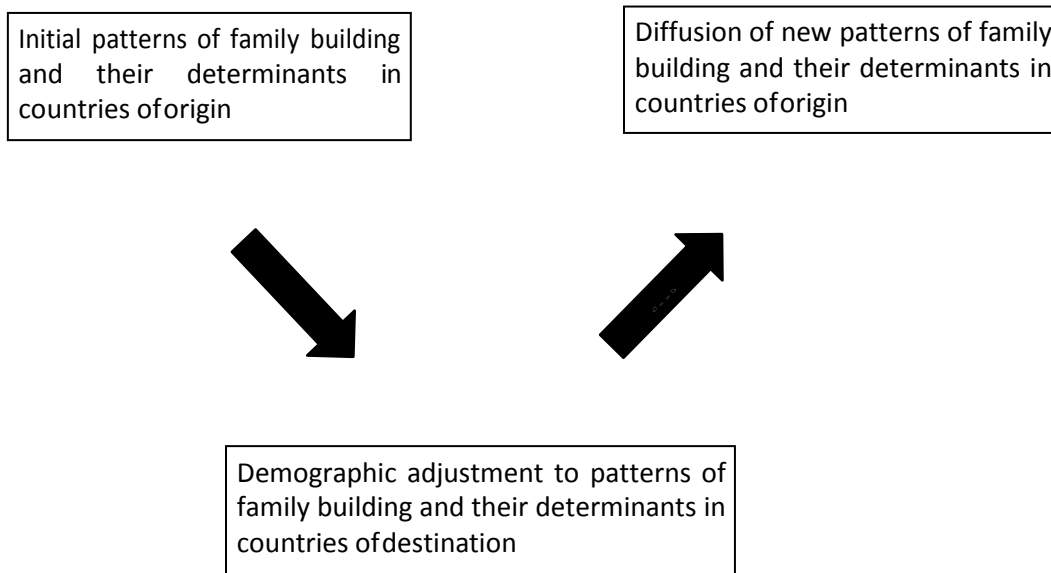 Initial patterns of family building
and their determinants in
countries oforigin
Diffusion of new patterns of family
building and their determinants in
countries oforigin
Demographic adjustment to patterns of
family building and their determinants in
countries ofdestination